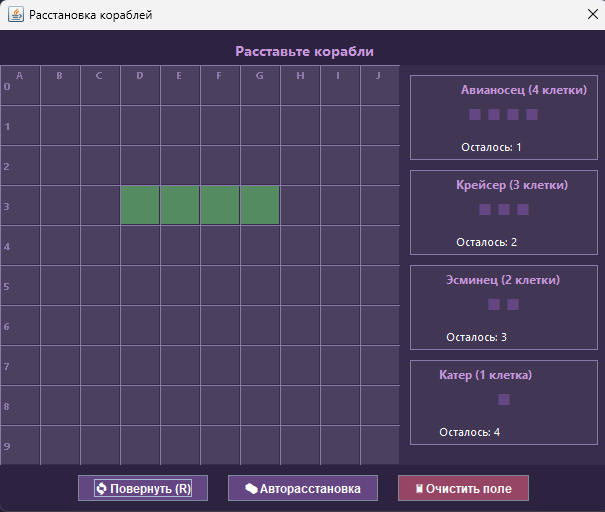 Расстановка кораблей
Расставьте корабли
A B C D E F G H I J
0
1
2
3
4
5
6
7
8
9
Авианосец (4 клетки)
Осталось: 1
Крейсер (3 клетки)
Осталось: 2
Эсминец (2 клетки)
Осталось: 3
Катер (1 клетка)
Осталось: 4
Повернуть (R)
Авторасстановка
Очистить поле